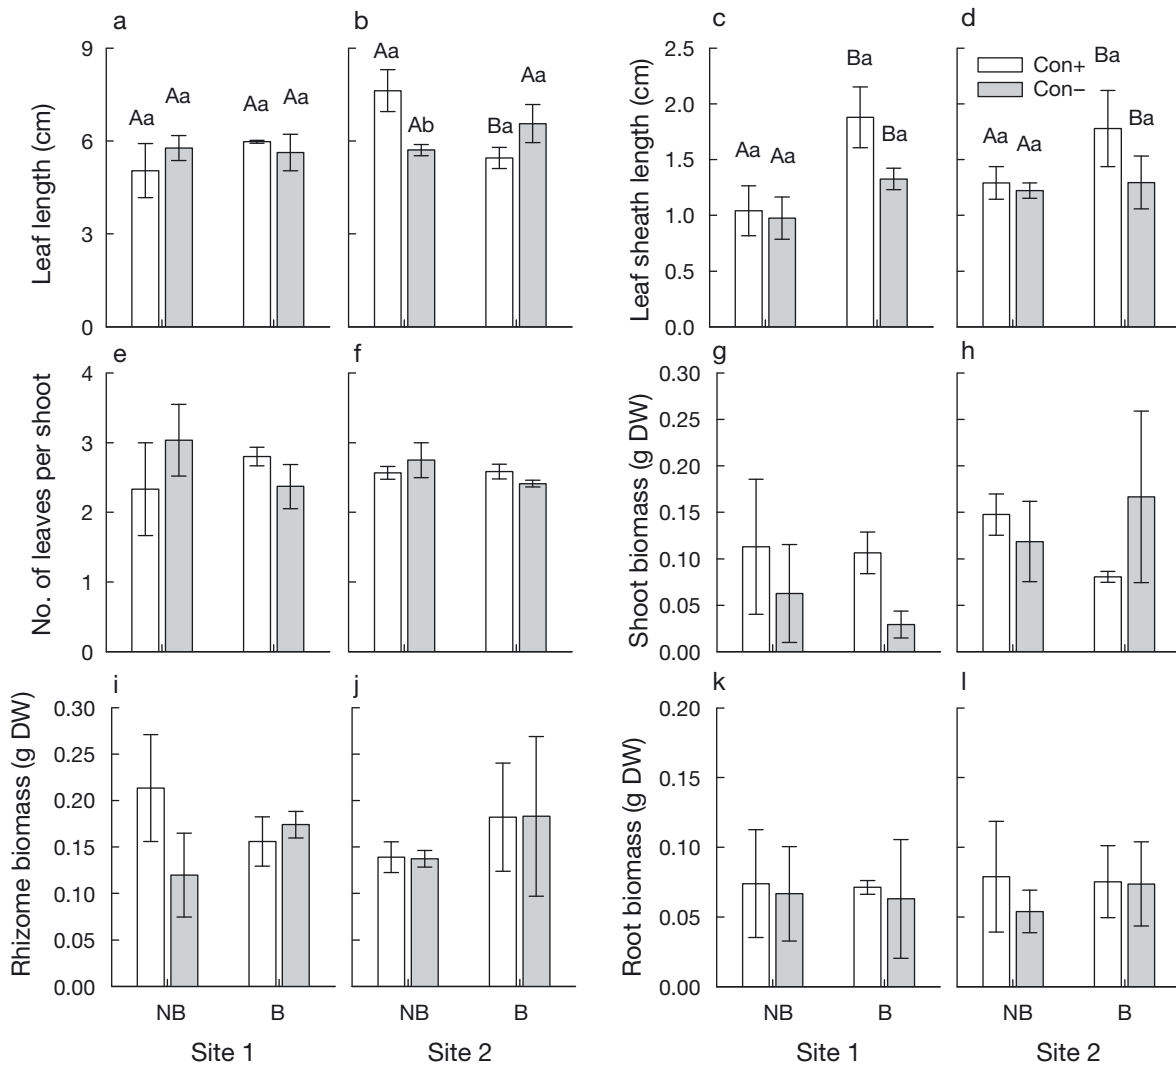 a
b
c
d
Leaf length (cm)
9
6
3
0
Aa
Aa
Aa
Aa
Aa
Ab
Ba
Aa
Leaf sheath length (cm)
2.5
2.0
1.5
1.0
0.5
0.0
Aa
Aa
Ba
Ba
Aa
Aa
Ba
Ba
Con+
Con–
e
f
g
h
No. of leaves per shoot
4
3
2
1
0
Shoot biomass (g DW)
0.30
0.25
0.20
0.15
0.10
0.05
0.00
i
j
k
l
Rhizome biomass (g DW)
0.30
0.25
0.20
0.15
0.10
0.05
0.00
Root biomass (g DW)
0.20
0.15
0.10
0.05
0.00
NB B NB B NB B NB B
Site 1 Site 2 Site 1 Site 2